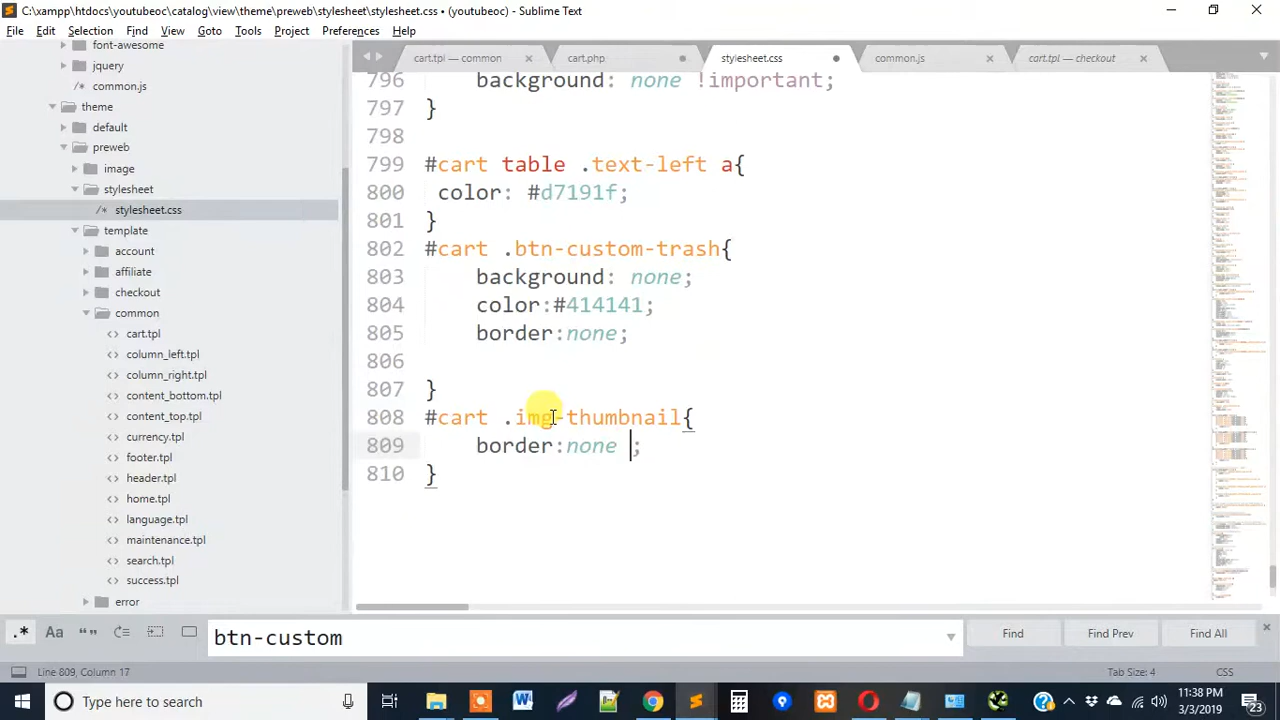 C:\xampp\htdocs\youtubeoc\catalog\view\theme\preweb\stylesheet\stylesheet.css • (youtubeoc) - Sublime Text
File Edit Selection Find View Goto Tools Project Preferences Help
cart.tpl — common
cart.php
stylesheet.css
common.js
cart.tpl — checkout
font-awesome
jquery
/* common.js
theme
default
preweb
image
stylesheet
stylesheet.css
template
account
affiliate
checkout
common
cart.tpl
column_left.tpl
column_right.tpl
content_bottom.tpl
content_top.tpl
currency.tpl
footer.tpl
header.tpl
home.tpl
language.tpl
maintenance.tpl
search.tpl
success.tpl
error
796 background: none !important;
797 }
798
799 #cart table .text-left a{
800 color: #f7191f;
801 }
802 #cart .btn-custom-trash{
803 background: none;
804 color:#414141;
805 border:none ;
806
807 }
808 #cart .img-thumbnail{
809 border:none ;
810 }
.* Aa “”
btn-custom
Find
Find Prev
Find All
Line 809, Column 17
Tab Size: 4
CSS
Type here to search
11:38 PM
3/3/2019
23